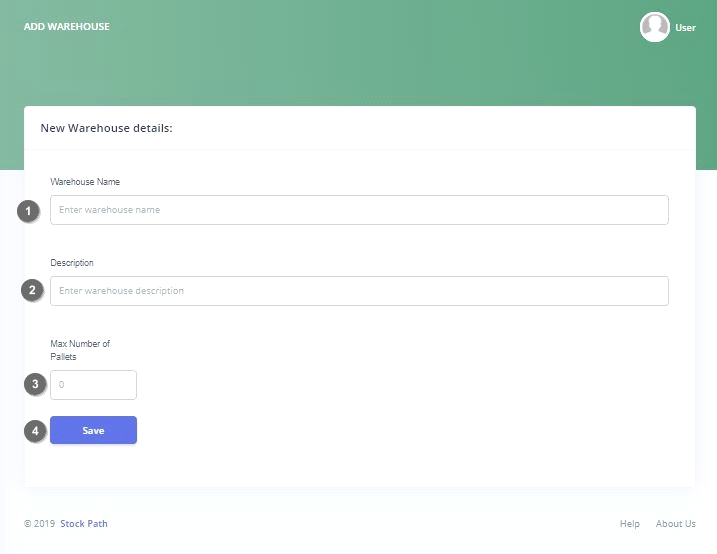 ADD WAREHOUSE
User
New Warehouse details:
Warehouse Name
1
Enter warehouse name
Description
2
Enter warehouse description
Max Number of
Pallets
3
0
4
Save
© 2019 Stock Path
Help About Us